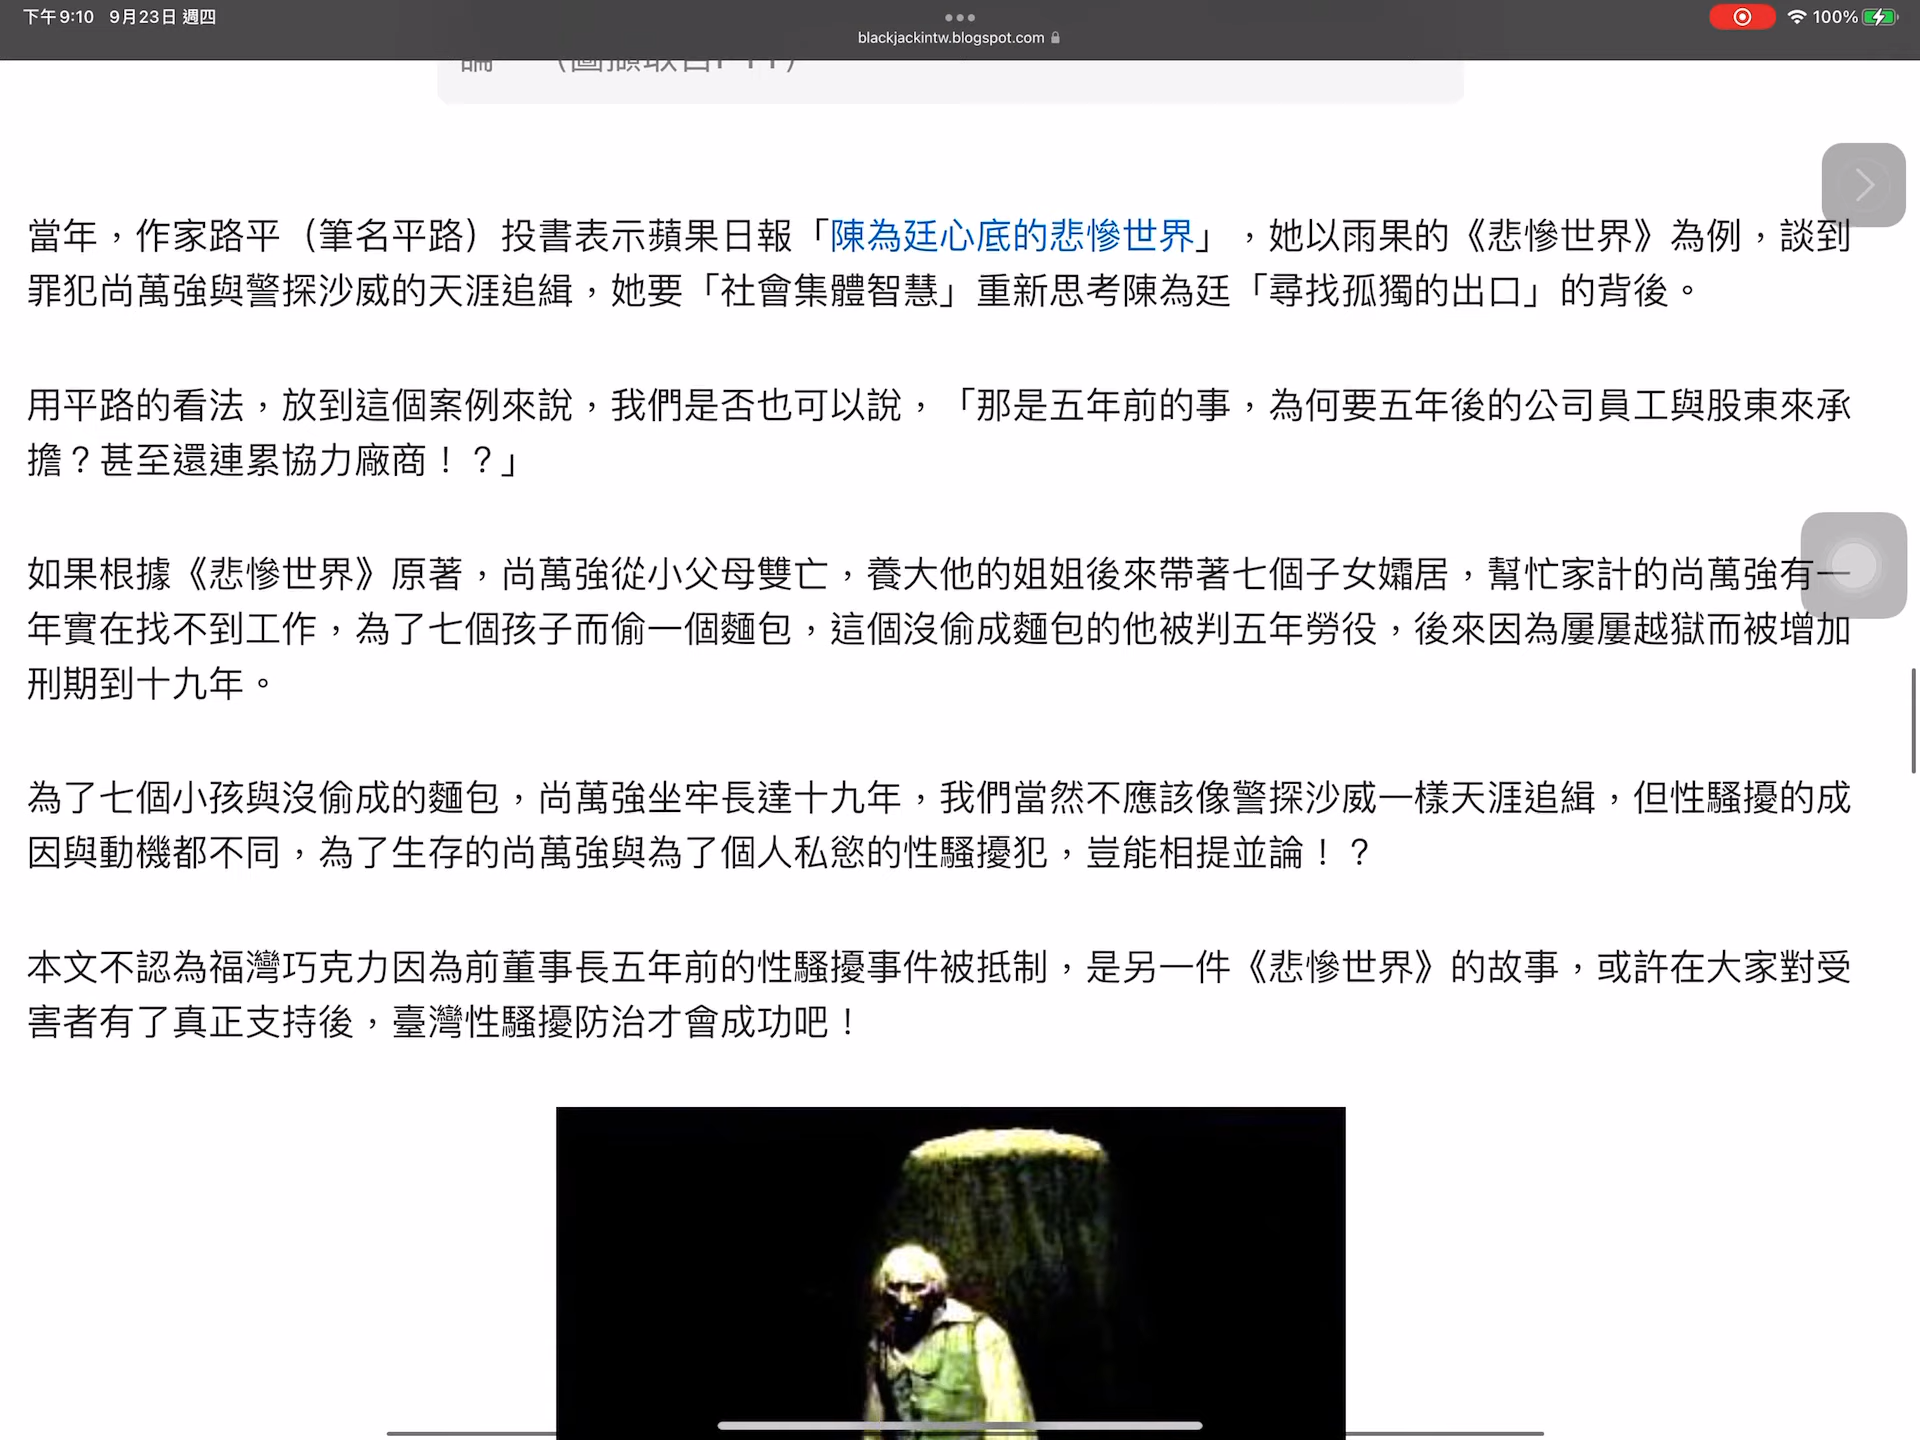 下午9:10 9月23日 週四
100%
blackjackintw.blogspot.com
當年，作家路平（筆名平路）投書表示蘋果日報「陳為廷心底的悲慘世界」，她以雨果的《悲慘世界》為例，談到
罪犯尚萬強與警探沙威的天涯追緝，她要「社會集體智慧」重新思考陳為廷「尋找孤獨的出口」的背後。
用平路的看法，放到這個案例來說，我們是否也可以說，「那是五年前的事，為何要五年後的公司員工與股東來承
擔？甚至還連累協力廠商！？」
如果根據《悲慘世界》原著，尚萬強從小父母雙亡，養大他的姐姐後來帶著七個子女孀居，幫忙家計的尚萬強有一
年實在找不到工作，為了七個孩子而偷一個麵包，這個沒偷成麵包的他被判五年勞役，後來因為屢屢越獄而被增加
刑期到十九年。
為了七個小孩與沒偷成的麵包，尚萬強坐牢長達十九年，我們當然不應該像警探沙威一樣天涯追緝，但性騷擾的成
因與動機都不同，為了生存的尚萬強與為了個人私慾的性騷擾犯，豈能相提並論！？
本文不認為福灣巧克力因為前董事長五年前的性騷擾事件被抵制，是另一件《悲慘世界》的故事，或許在大家對受
害者有了真正支持後，臺灣性騷擾防治才會成功吧！